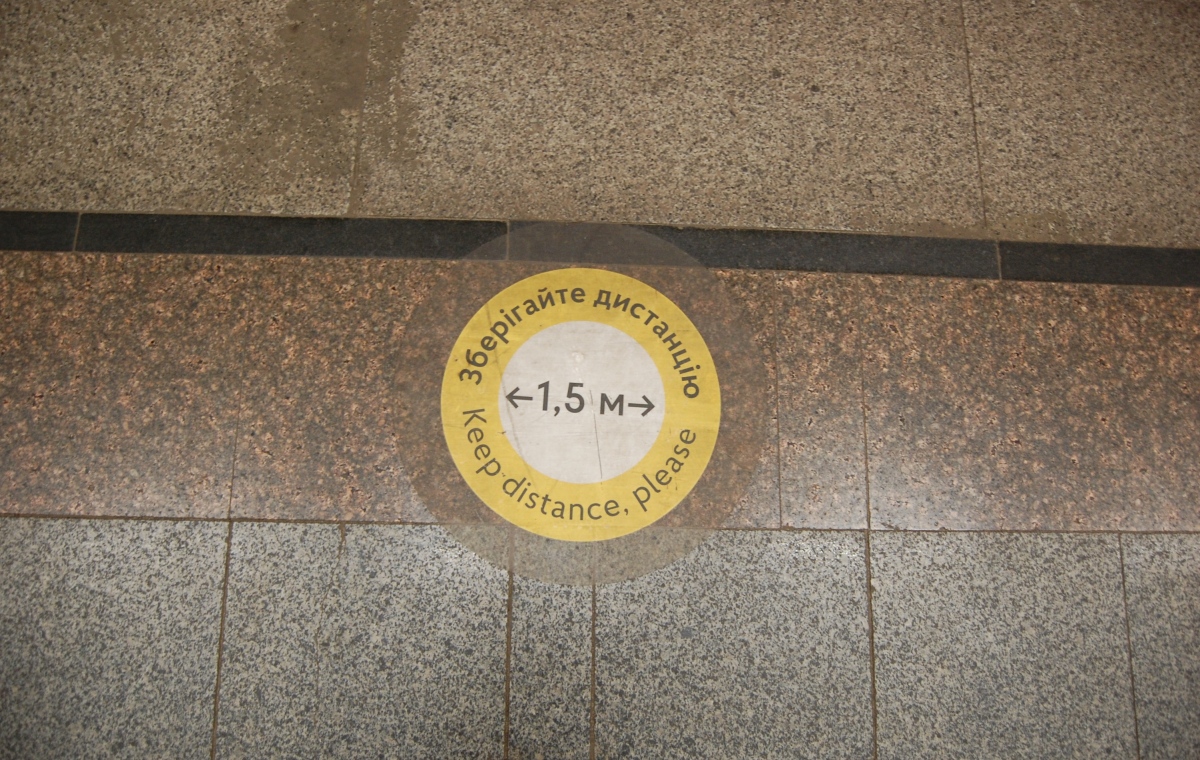 Зберігайте дистанцію
←1,5 м→
Keep distance, please